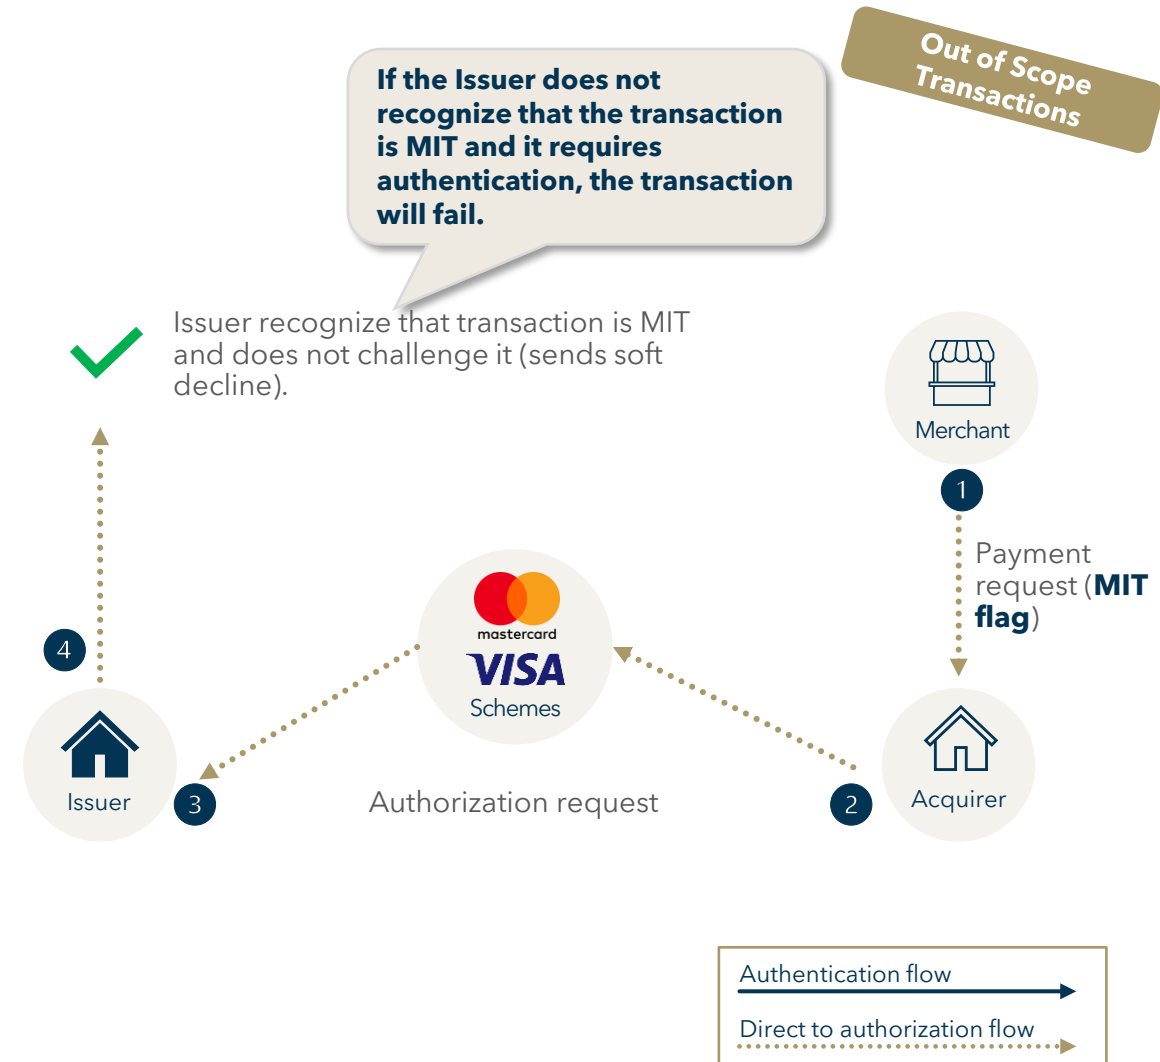 Out of Scope
Transactions
If the Issuer does not
recognize that the transaction
is MIT and it requires
authentication, the transaction
will fail.
Issuer recognize that transaction is MIT
and does not challenge it (sends soft
decline).
Merchant
1
Payment
request (MIT
flag)
mastercard
VISA
Schemes
4
Issuer
3
Authorization request
2
Acquirer
Authentication flow
Direct to authorization flow